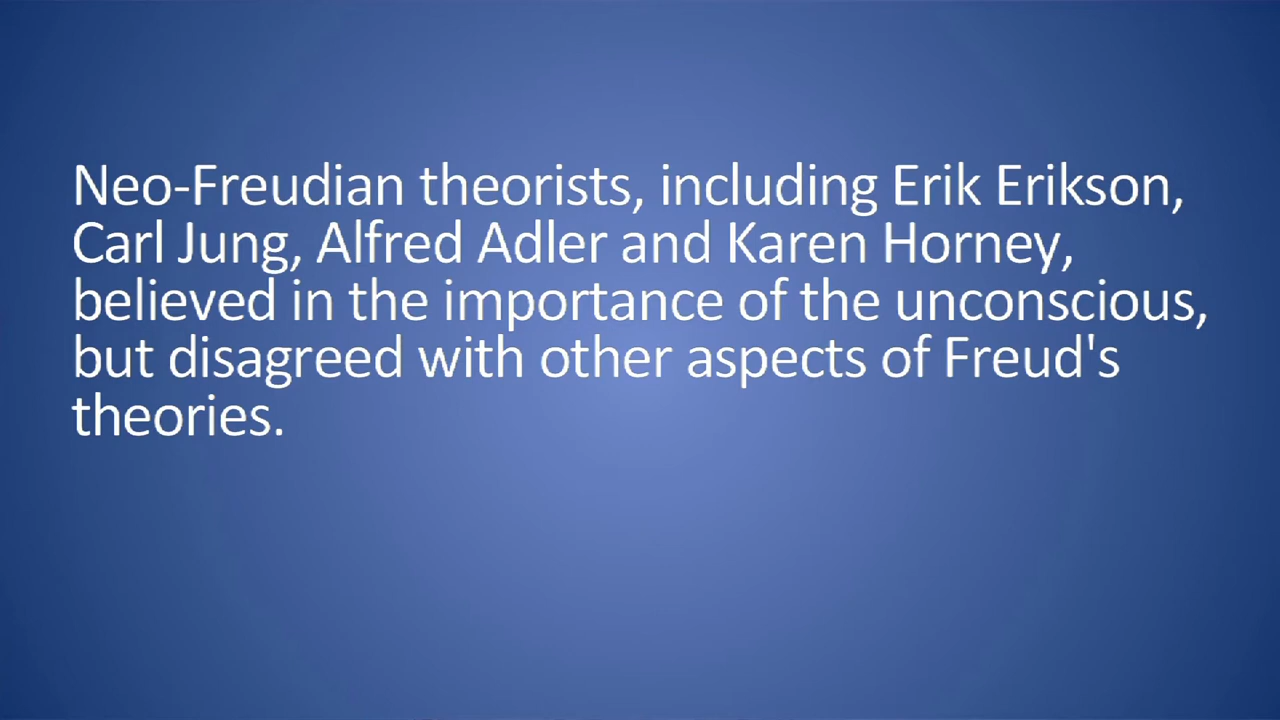 Neo-Freudian theorists, including Erik Erikson,
Carl Jung, Alfred Adler and Karen Horney,
believed in the importance of the unconscious,
but disagreed with other aspects of Freud's
theories.